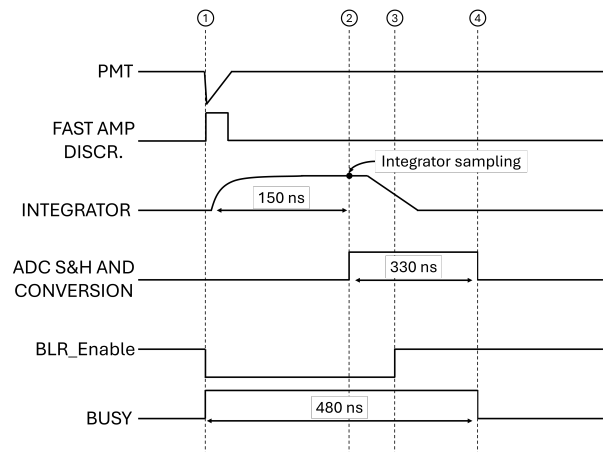 ① ② ③ ④
PMT
FAST AMP
DISCR.
Integrator sampling
150 ns
INTEGRATOR
ADC S&H AND
CONVERSION
330 ns
BLR_Enable
480 ns
BUSY